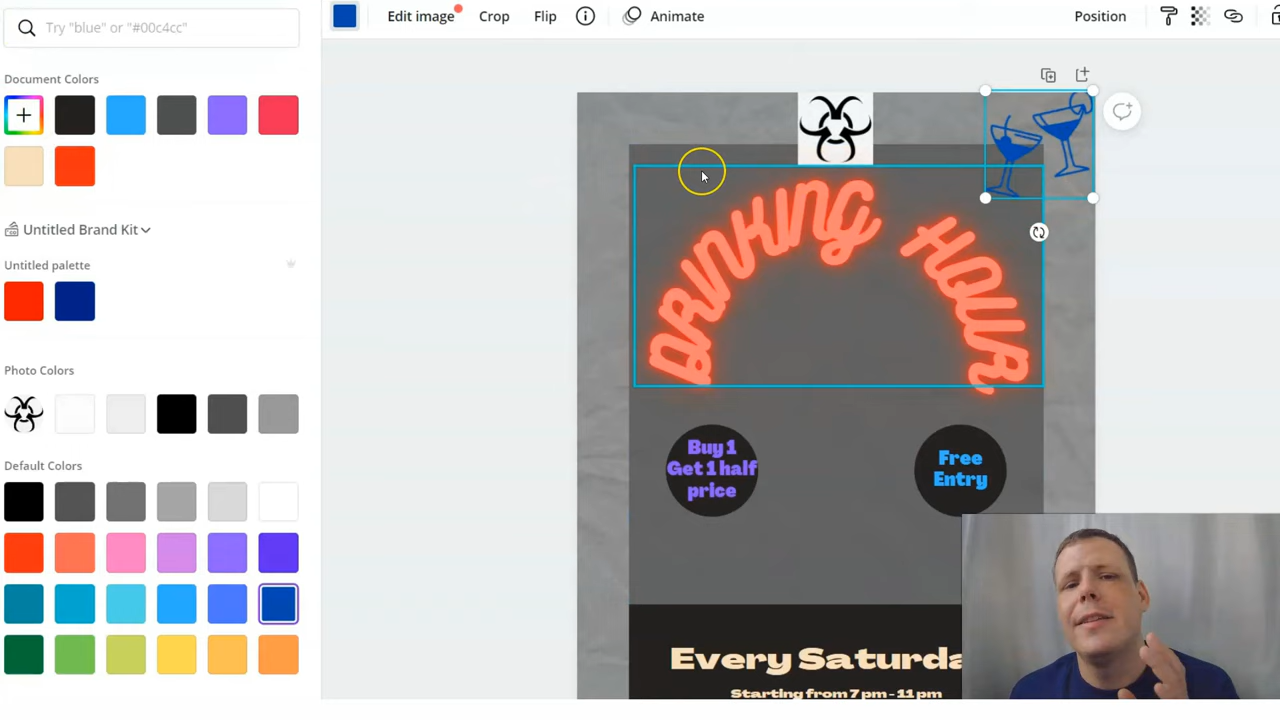 Edit image Crop Flip Animate Position
Try "blue" or "#00c4cc"
Document Colors
Untitled Brand Kit
Untitled palette
Photo Colors
Default Colors
DRINKING HOUR
Buy 1
Get 1 half
price
Free
Entry
Every Saturda
Starting from 7 pm - 11 pm